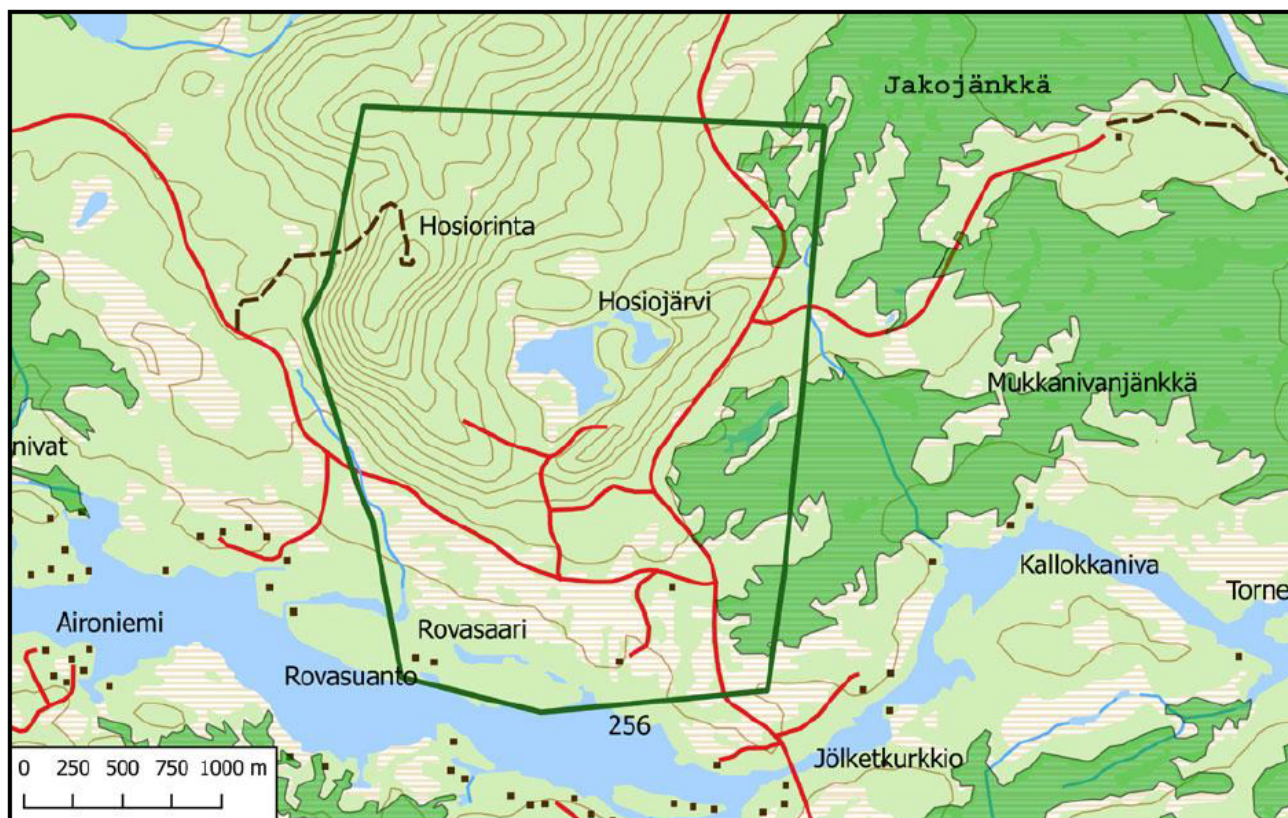 Jakojänkkä
Hosiorinta
Hosiojärvi
Mukkanivanjänkkä
nivat
Kallokkaniva
Torne
Aironiemi
Rovasaari
Rovasuanto
256
Jölketkurkkio
0 250 500 750 1000 m